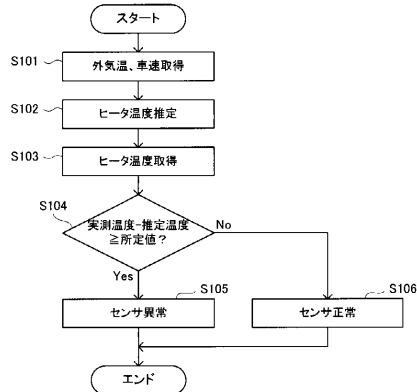 スタート
S101
外気温、車速取得
S102
ヒータ温度推定
S103
ヒータ温度取得
S104
実測温度-推定温度
≧所定値?
No
Yes
S105
センサ異常
S106
センサ正常
エンド